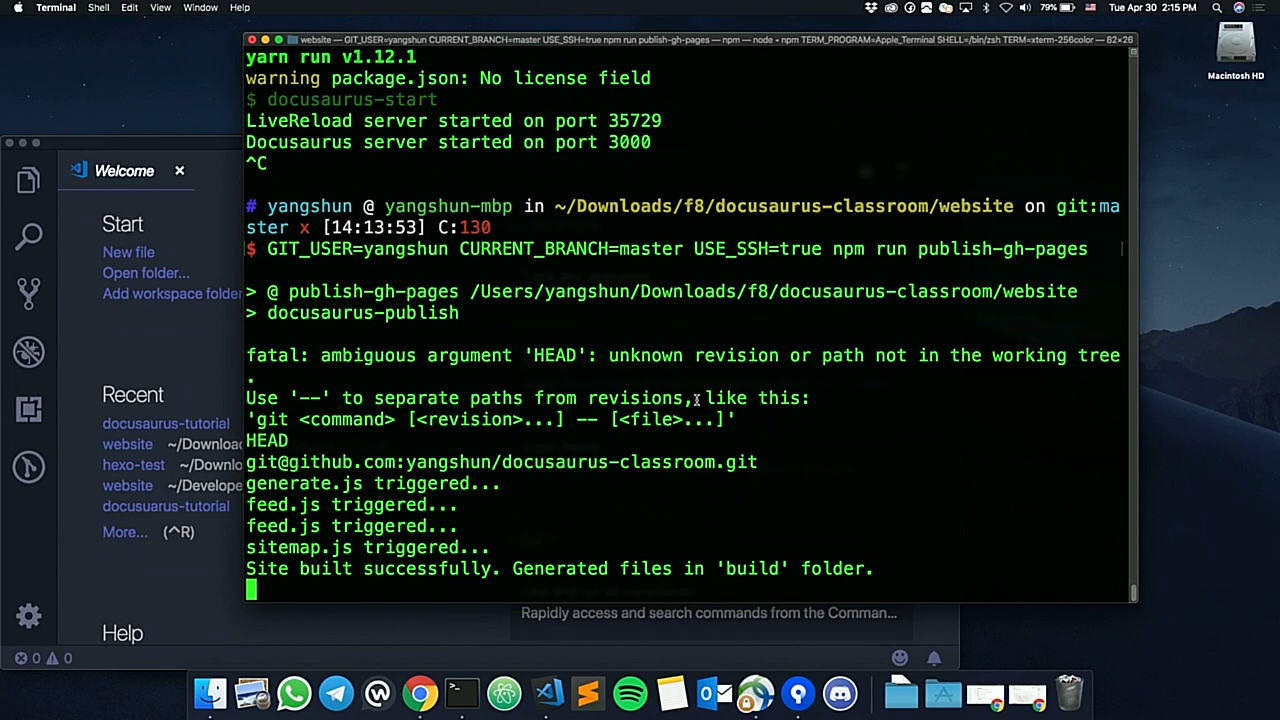 Terminal Shell Edit View Window Help
79% Tue Apr 30 2:15 PM
Macintosh HD
website — GIT_USER=yangshun CURRENT_BRANCH=master USE_SSH=true npm run publish-gh-pages — npm — node • npm TERM_PROGRAM=Apple_Terminal SHELL=/bin/zsh TERM=xterm-256color — 82×26
yarn run v1.12.1
warning package.json: No license field
$ docusaurus-start
LiveReload server started on port 35729
Docusaurus server started on port 3000
^C
# yangshun @ yangshun-mbp in ~/Downloads/f8/docusaurus-classroom/website on git:ma
ster x [14:13:53] C:130
$ GIT_USER=yangshun CURRENT_BRANCH=master USE_SSH=true npm run publish-gh-pages
> @ publish-gh-pages /Users/yangshun/Downloads/f8/docusaurus-classroom/website
> docusaurus-publish
fatal: ambiguous argument 'HEAD': unknown revision or path not in the working tree
.
Use '--' to separate paths from revisions, like this:
'git <command> [<revision>...] -- [<file>...]'
HEAD
git@github.com:yangshun/docusaurus-classroom.git
generate.js triggered...
feed.js triggered...
feed.js triggered...
sitemap.js triggered...
Site built successfully. Generated files in 'build' folder.
Welcome
Start
New file
Open folder...
Add workspace folder
Recent
docusaurus-tutorial
website ~/Downloa
hexo-test ~/Downlo
website ~/Develope
docusuarus-tutorial
More... (^R)
Help
Rapidly access and search commands from the Comman...
0 0